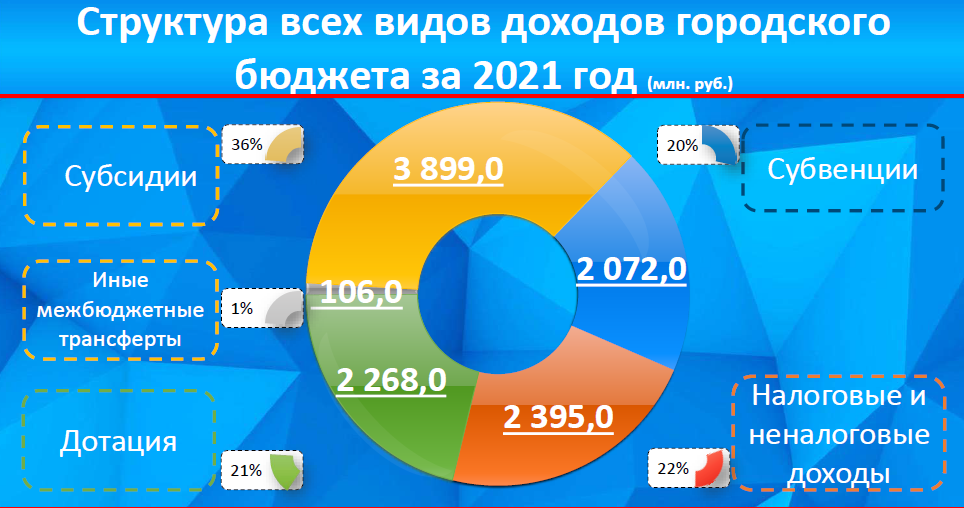 Структура всех видов доходов городского
бюджета за 2021 год (млн. руб.)
Субсидии
36%
3 899,0
20%
Субвенции
Иные
межбюджетные
трансферты
1%
106,0
2 072,0
Дотация
21%
2 268,0
2 395,0
22%
Налоговые и
неналоговые
доходы